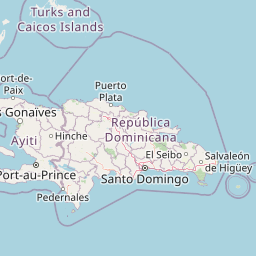 Turks and
Caicos Islands
ort-de-
Paix
Puerto
Plata
s Gonaïves
República
Dominicana
Hinche
Ayiti
El Seibo
Salvaleón
de Higüey
Port-au-Prince
Santo Domingo
Pedernales